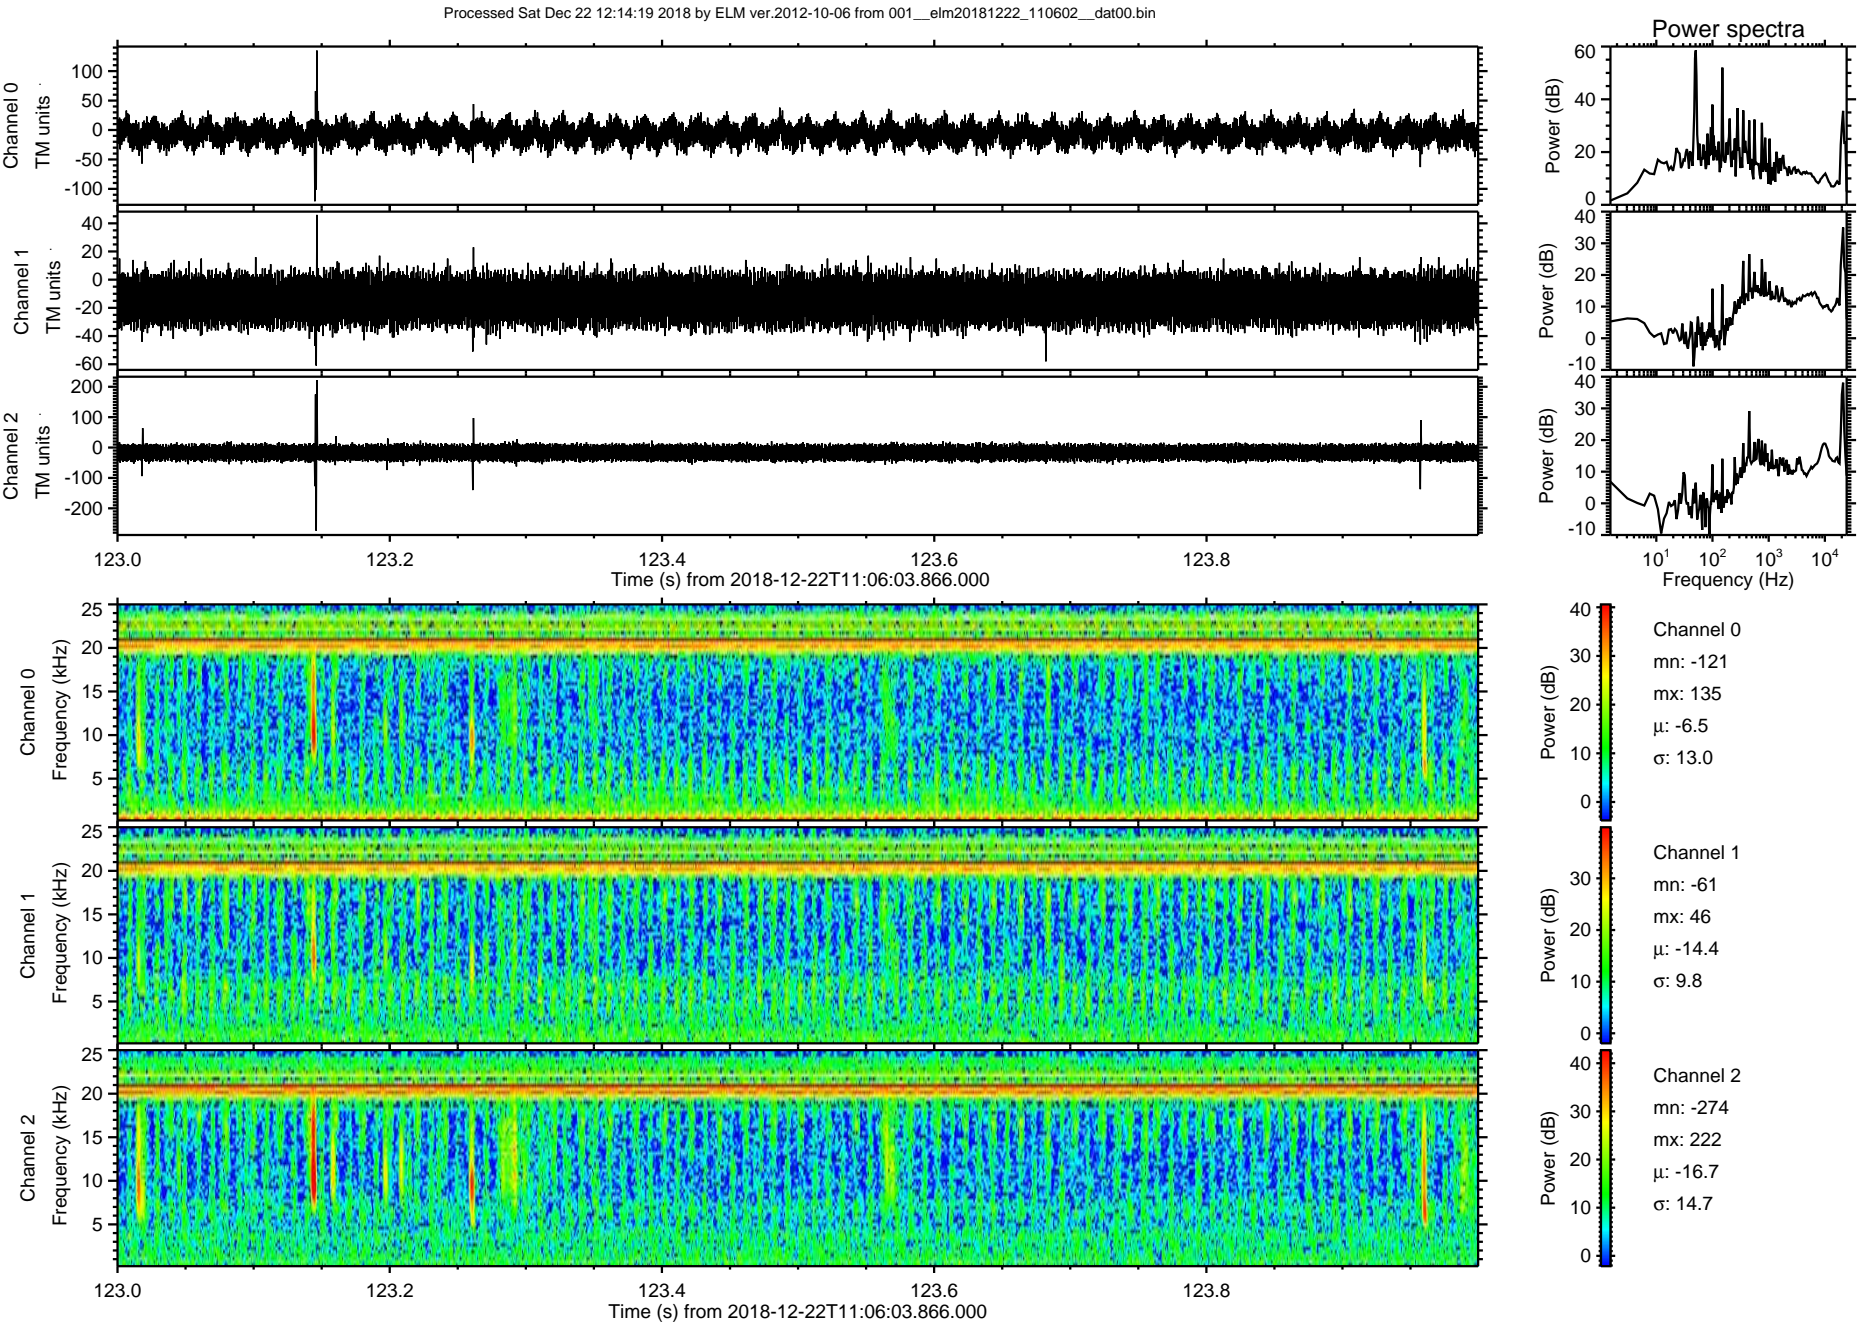 Processed Sat Dec 22 12:14:19 2018 by ELM ver.2012-10-06 from 001__elm20181222_110602__dat00.bin
Power spectra
Channel 0
TM units
100
50
0
-50
-100
Power (dB)
60
40
20
0
Channel 1
TM units
40
20
0
-20
-40
-60
Power (dB)
40
30
20
10
0
-10
Channel 2
TM units
200
100
0
-100
-200
Power (dB)
40
30
20
10
0
-10
123.0 123.2 123.4 123.6 123.8
Time (s) from 2018-12-22T11:06:03.866.000
10¹ 10² 10³ 10⁴
Frequency (Hz)
Channel 0
Frequency (kHz)
25
20
15
10
5
Power (dB)
40
30
20
10
0
Channel 0
mn: -121
mx: 135
μ: -6.5
σ: 13.0
Channel 1
Frequency (kHz)
25
20
15
10
5
Power (dB)
30
20
10
0
Channel 1
mn: -61
mx: 46
μ: -14.4
σ: 9.8
Channel 2
Frequency (kHz)
25
20
15
10
5
Power (dB)
40
30
20
10
0
Channel 2
mn: -274
mx: 222
μ: -16.7
σ: 14.7
123.0 123.2 123.4 123.6 123.8
Time (s) from 2018-12-22T11:06:03.866.000